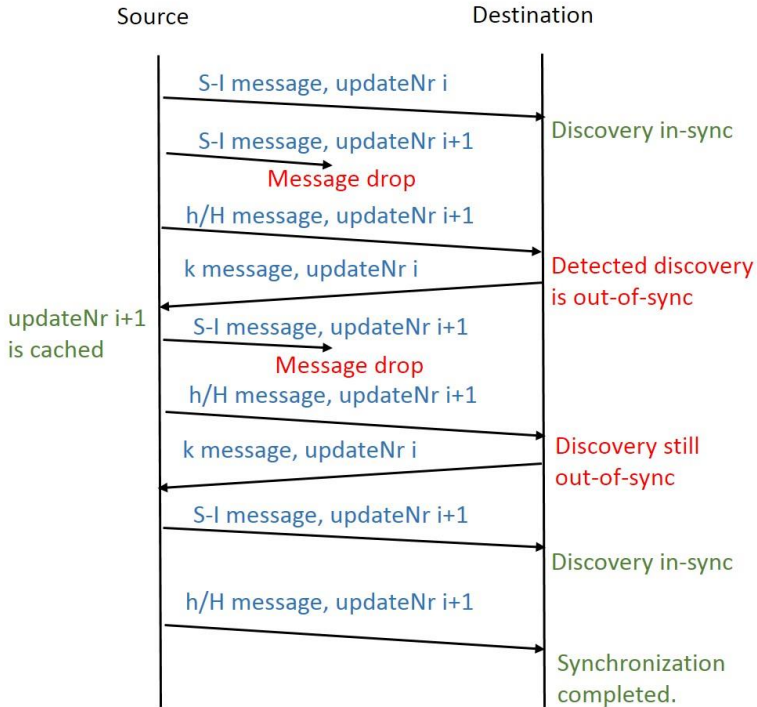 Source
Destination
S-I message, updateNr i
Discovery in-sync
S-I message, updateNr i+1
Message drop
h/H message, updateNr i+1
Detected discovery
is out-of-sync
k message, updateNr i
updateNr i+1
is cached
S-I message, updateNr i+1
Message drop
h/H message, updateNr i+1
Discovery still
out-of-sync
k message, updateNr i
S-I message, updateNr i+1
Discovery in-sync
h/H message, updateNr i+1
Synchronization
completed.